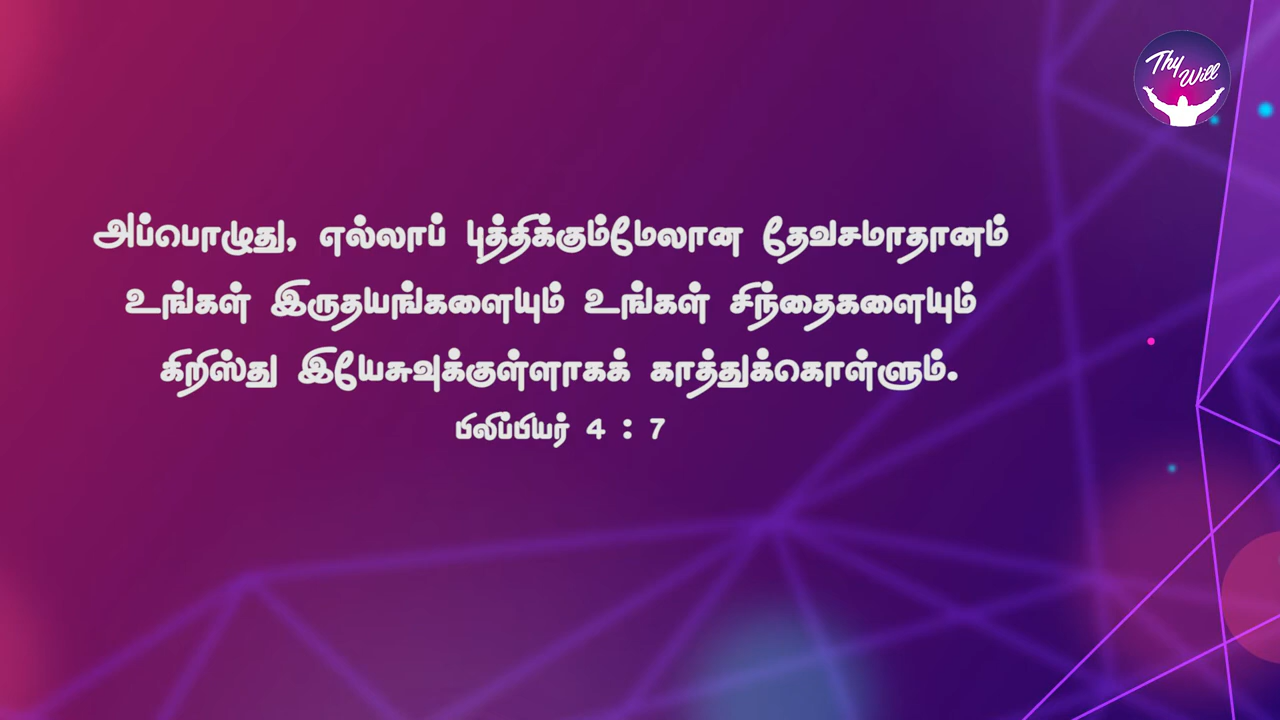 Thy Will
அப்பொழுது, எல்லாப் புத்திக்கும்மேலான தேவசமாதானம்
உங்கள் இருதயங்களையும் உங்கள் சிந்தைகளையும்
கிறிஸ்து இயேசுவுக்குள்ளாகக் காத்துக்கொள்ளும்.
பிலிப்பியர் 4 : 7